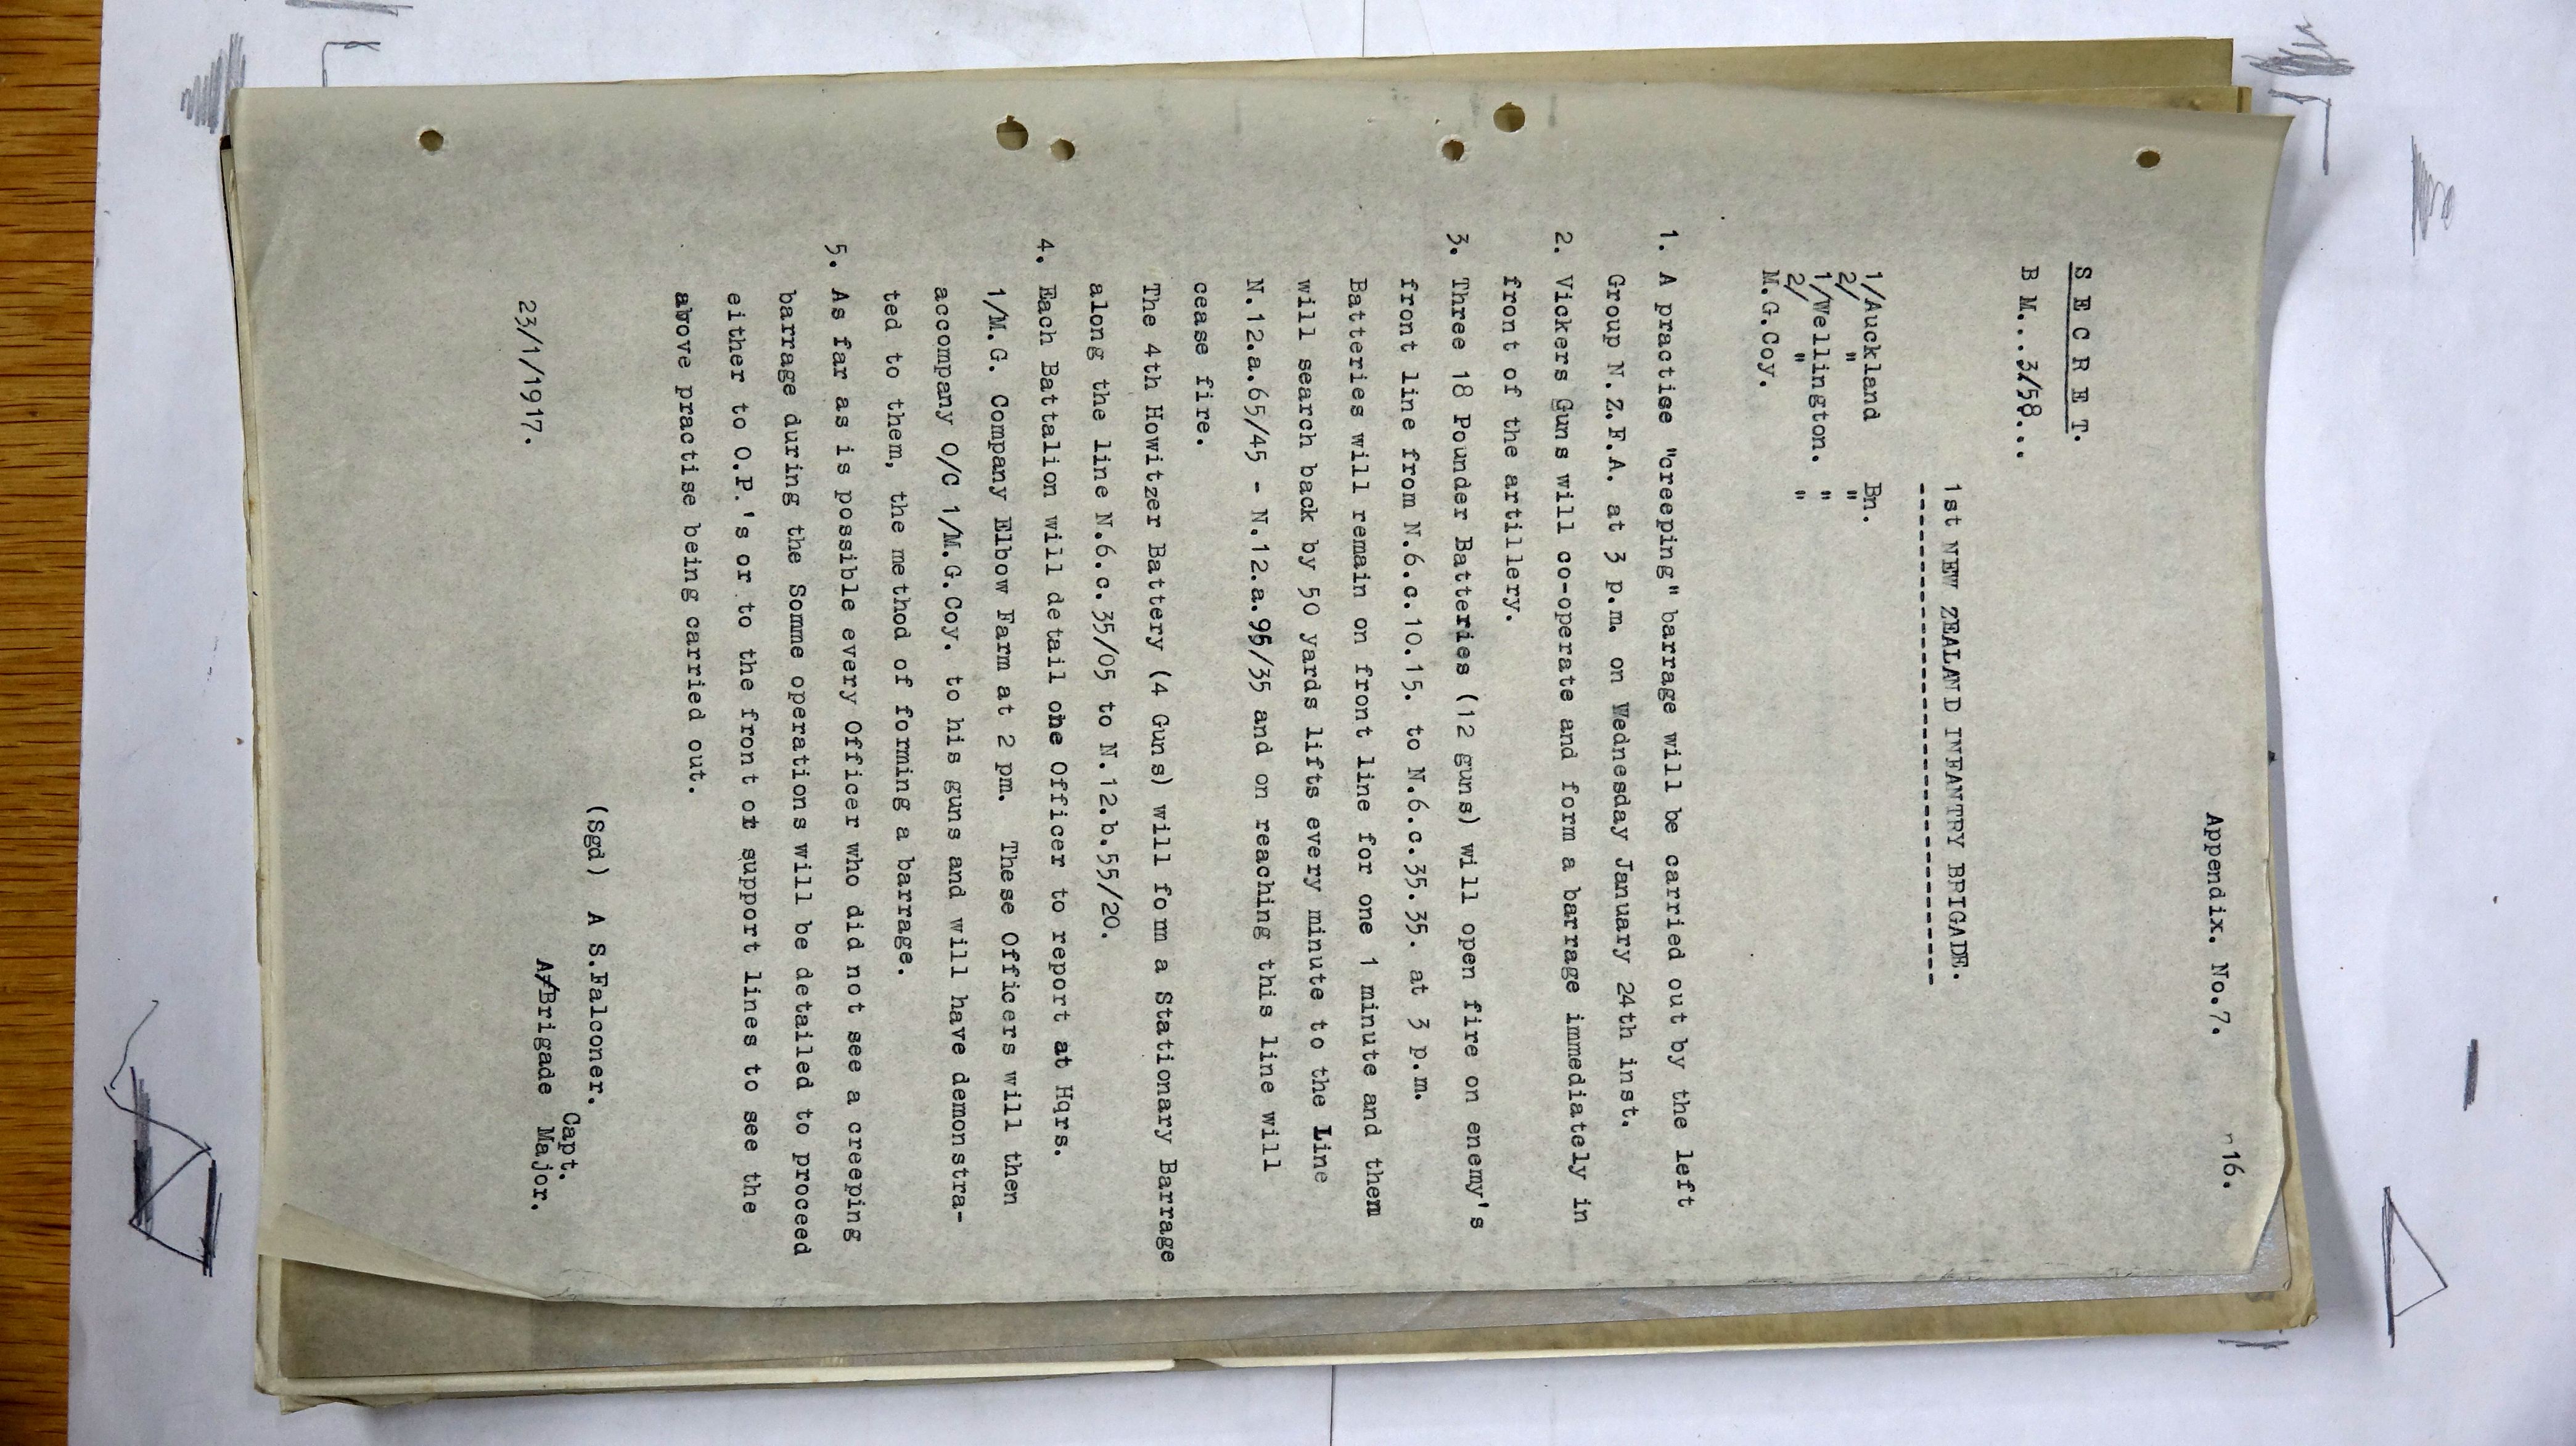 "16.
Appendix. No.7.
S E C R E T.
B M...3/58...
1st NEW ZEALAND INFANTRY BRIGADE.
1/Auckland Bn.
2/ " "
1/Wellington. "
2/ " "
M.G.Coy.
1. A practise "creeping" barrage will be carried out by the left
Group N.Z.F.A. at 3 p.m. on Wednesday January 24th inst.
2. Vickers Guns will co-operate and form a barrage immediately in
front of the artillery.
3. Three 18 Pounder Batteries (12 guns) will open fire on enemy's
front line from N.6.c.10.15. to N.6.c.35.35. at 3 p.m.
Batteries will remain on front line for one 1 minute and them
will search back by 50 yards lifts every minute to the Line
N.12.a.65/45 - N.12.a.95/35 and on reaching this line will
cease fire.
The 4th Howitzer Battery (4 Guns) will form a Stationary Barrage
along the line N.6.c.35/05 to N.12.b.55/20.
4. Each Battalion will detail one Officer to report at Hqrs.
1/M.G. Company Elbow Farm at 2 pm. These Officers will then
accompany O/C 1/M.G.Coy. to his guns and will have demonstra-
ted to them, the method of forming a barrage.
5. As far as is possible every Officer who did not see a creeping
barrage during the Somme operations will be detailed to proceed
either to O.P.'s or to the front or support lines to see the
above practise being carried out.
(Sgd) A S.Falconer.
Capt.
A/Brigade Major.
23/1/1917.